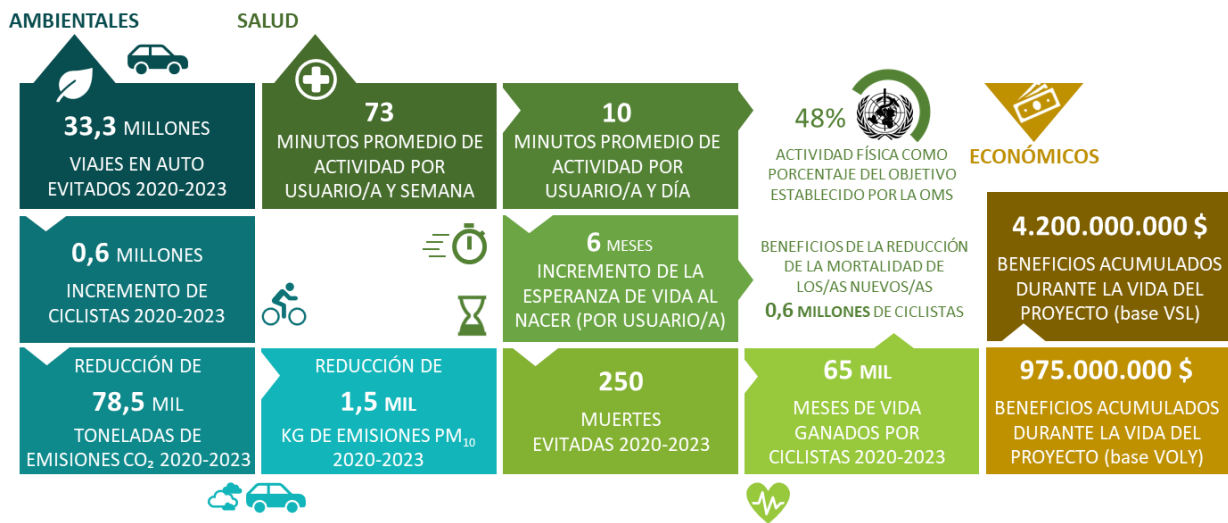 AMBIENTALES
33,3 MILLONES
VIAJES EN AUTO
EVITADOS 2020-2023
0,6 MILLONES
INCREMENTO DE
CICLISTAS 2020-2023
REDUCCIÓN DE
78,5 MIL
TONELADAS DE
EMISIONES CO₂ 2020-2023
REDUCCIÓN DE
1,5 MIL
KG DE EMISIONES PM₁₀
2020-2023
SALUD
73
MINUTOS PROMEDIO DE
ACTIVIDAD POR
USUARIO/A Y SEMANA
10
MINUTOS PROMEDIO DE
ACTIVIDAD POR
USUARIO/A Y DÍA
48%
ACTIVIDAD FÍSICA COMO
PORCENTAJE DEL OBJETIVO
ESTABLECIDO POR LA OMS
6 MESES
INCREMENTO DE LA
ESPERANZA DE VIDA AL
NACER (POR USUARIO/A)
BENEFICIOS DE LA REDUCCIÓN
DE LA MORTALIDAD DE
LOS/AS NUEVOS/AS
0,6 MILLONES DE CICLISTAS
250
MUERTES
EVITADAS 2020-2023
65 MIL
MESES DE VIDA
GANADOS POR
CICLISTAS 2020-2023
ECONÓMICOS
4.200.000.000 $
BENEFICIOS ACUMULADOS
DURANTE LA VIDA DEL
PROYECTO (base VSL)
975.000.000 $
BENEFICIOS ACUMULADOS
DURANTE LA VIDA DEL
PROYECTO (base VOLY)